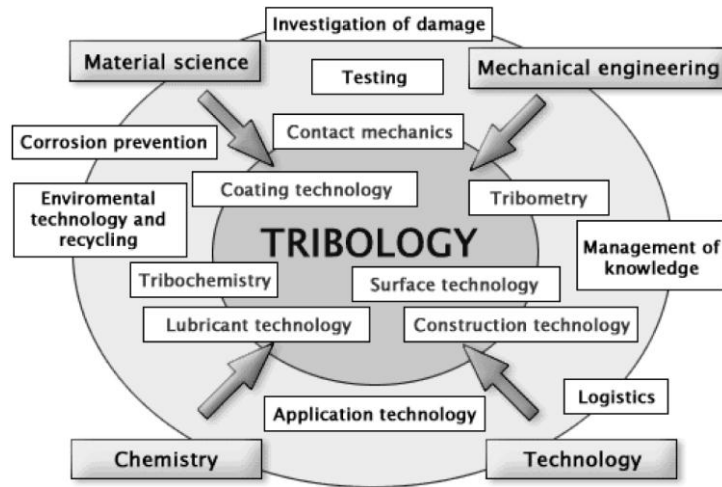 Investigation of damage
Material science
Mechanical engineering
Testing
Contact mechanics
Corrosion prevention
Coating technology
Tribometry
Enviromental
technology and
recycling
TRIBOLOGY
Management of
knowledge
Tribochemistry
Surface technology
Lubricant technology
Construction technology
Logistics
Application technology
Chemistry
Technology